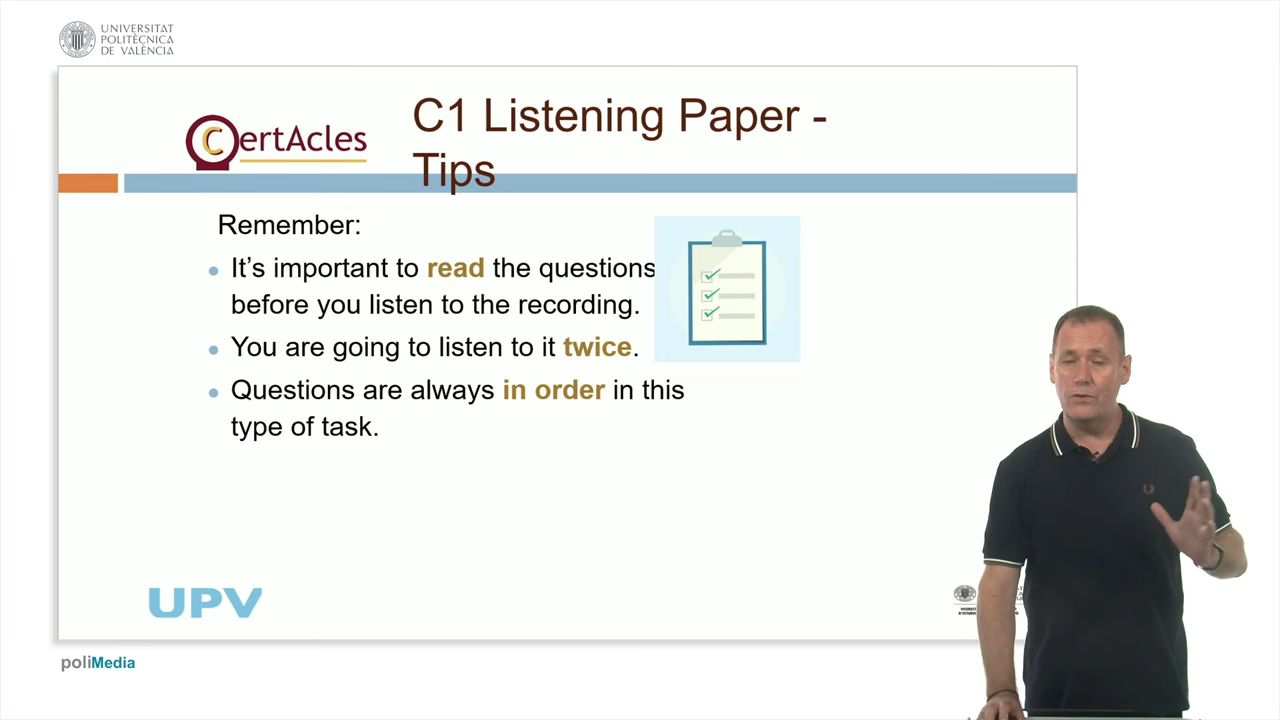 UNIVERSITAT
POLITÈCNICA
DE VALÈNCIA
CertAcles
C1 Listening Paper -
Tips
Remember:
It's important to read the questions
before you listen to the recording.
You are going to listen to it twice.
Questions are always in order in this
type of task.
UPV
poliMedia